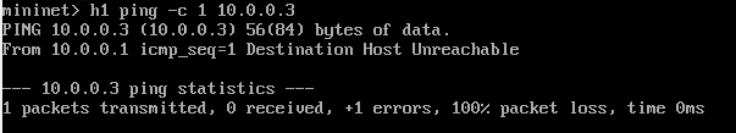 mininet> h1 ping -c 1 10.0.0.3
PING 10.0.0.3 (10.0.0.3) 56(84) bytes of data.
From 10.0.0.1 icmp_seq=1 Destination Host Unreachable
--- 10.0.0.3 ping statistics ---
1 packets transmitted, 0 received, +1 errors, 100% packet loss, time 0ms